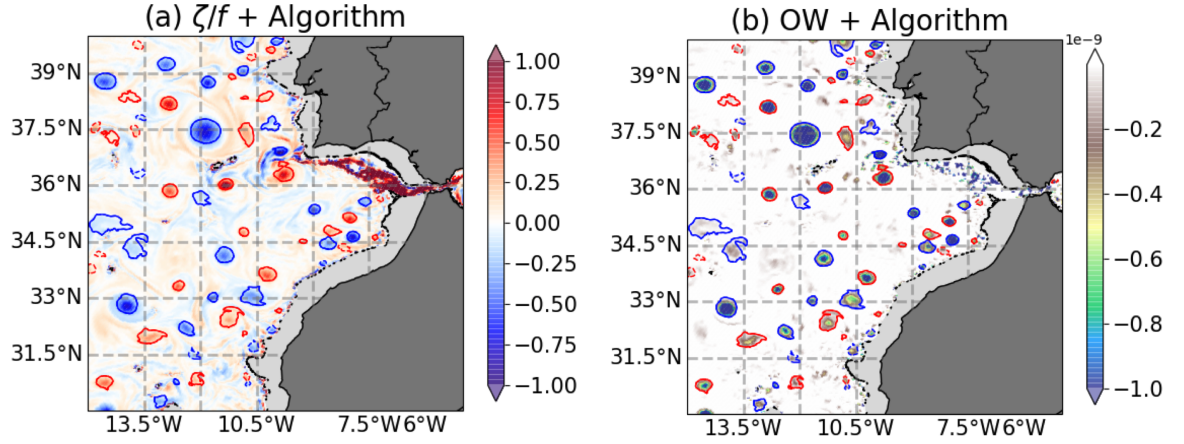 (a) ζ/f + Algorithm
39°N
37.5°N
36°N
34.5°N
33°N
31.5°N
13.5°W 10.5°W 7.5°W6°W
1.00
0.75
0.50
0.25
0.00
−0.25
−0.50
−0.75
−1.00
(b) OW + Algorithm
39°N
37.5°N
36°N
34.5°N
33°N
31.5°N
13.5°W 10.5°W 7.5°W6°W
1e−9
−0.2
−0.4
−0.6
−0.8
−1.0